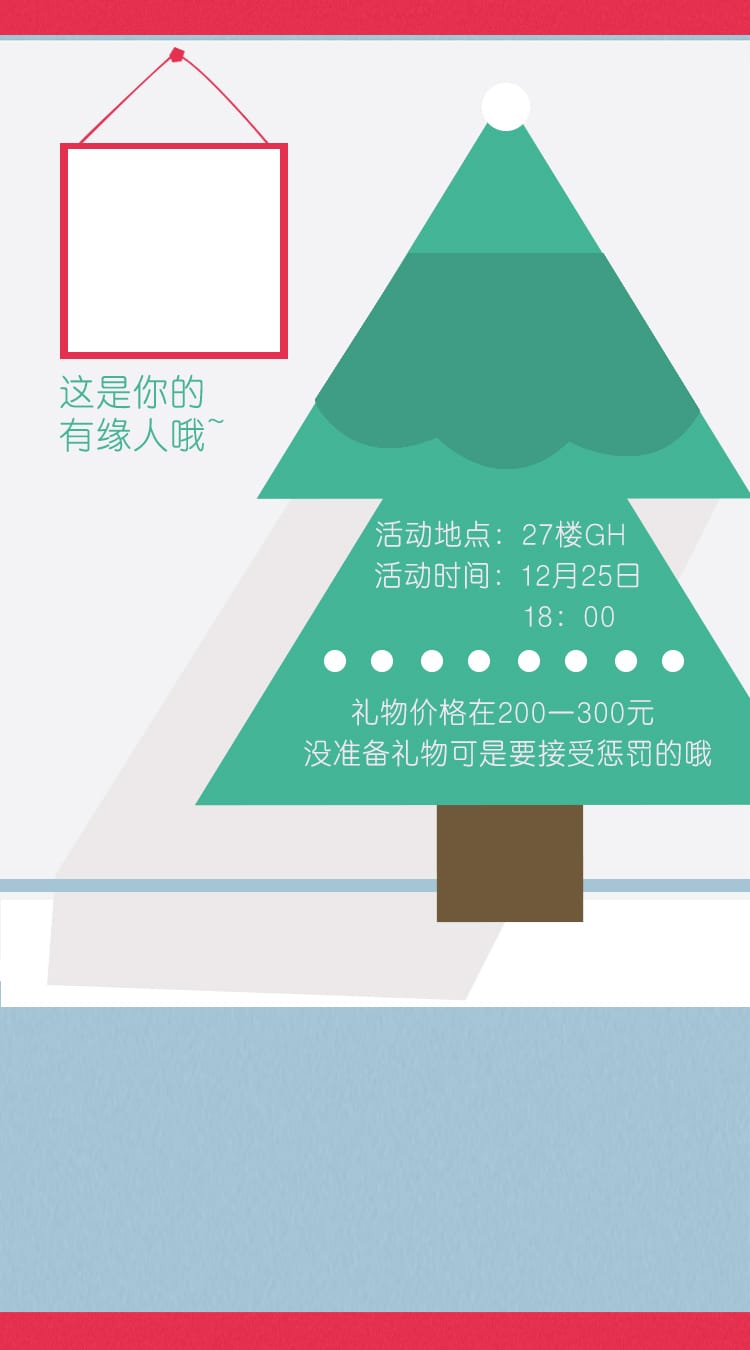 这是你的
有缘人哦~
活动地点：27楼GH
活动时间：12月25日
18：00
礼物价格在200—300元
没准备礼物可是要接受惩罚的哦